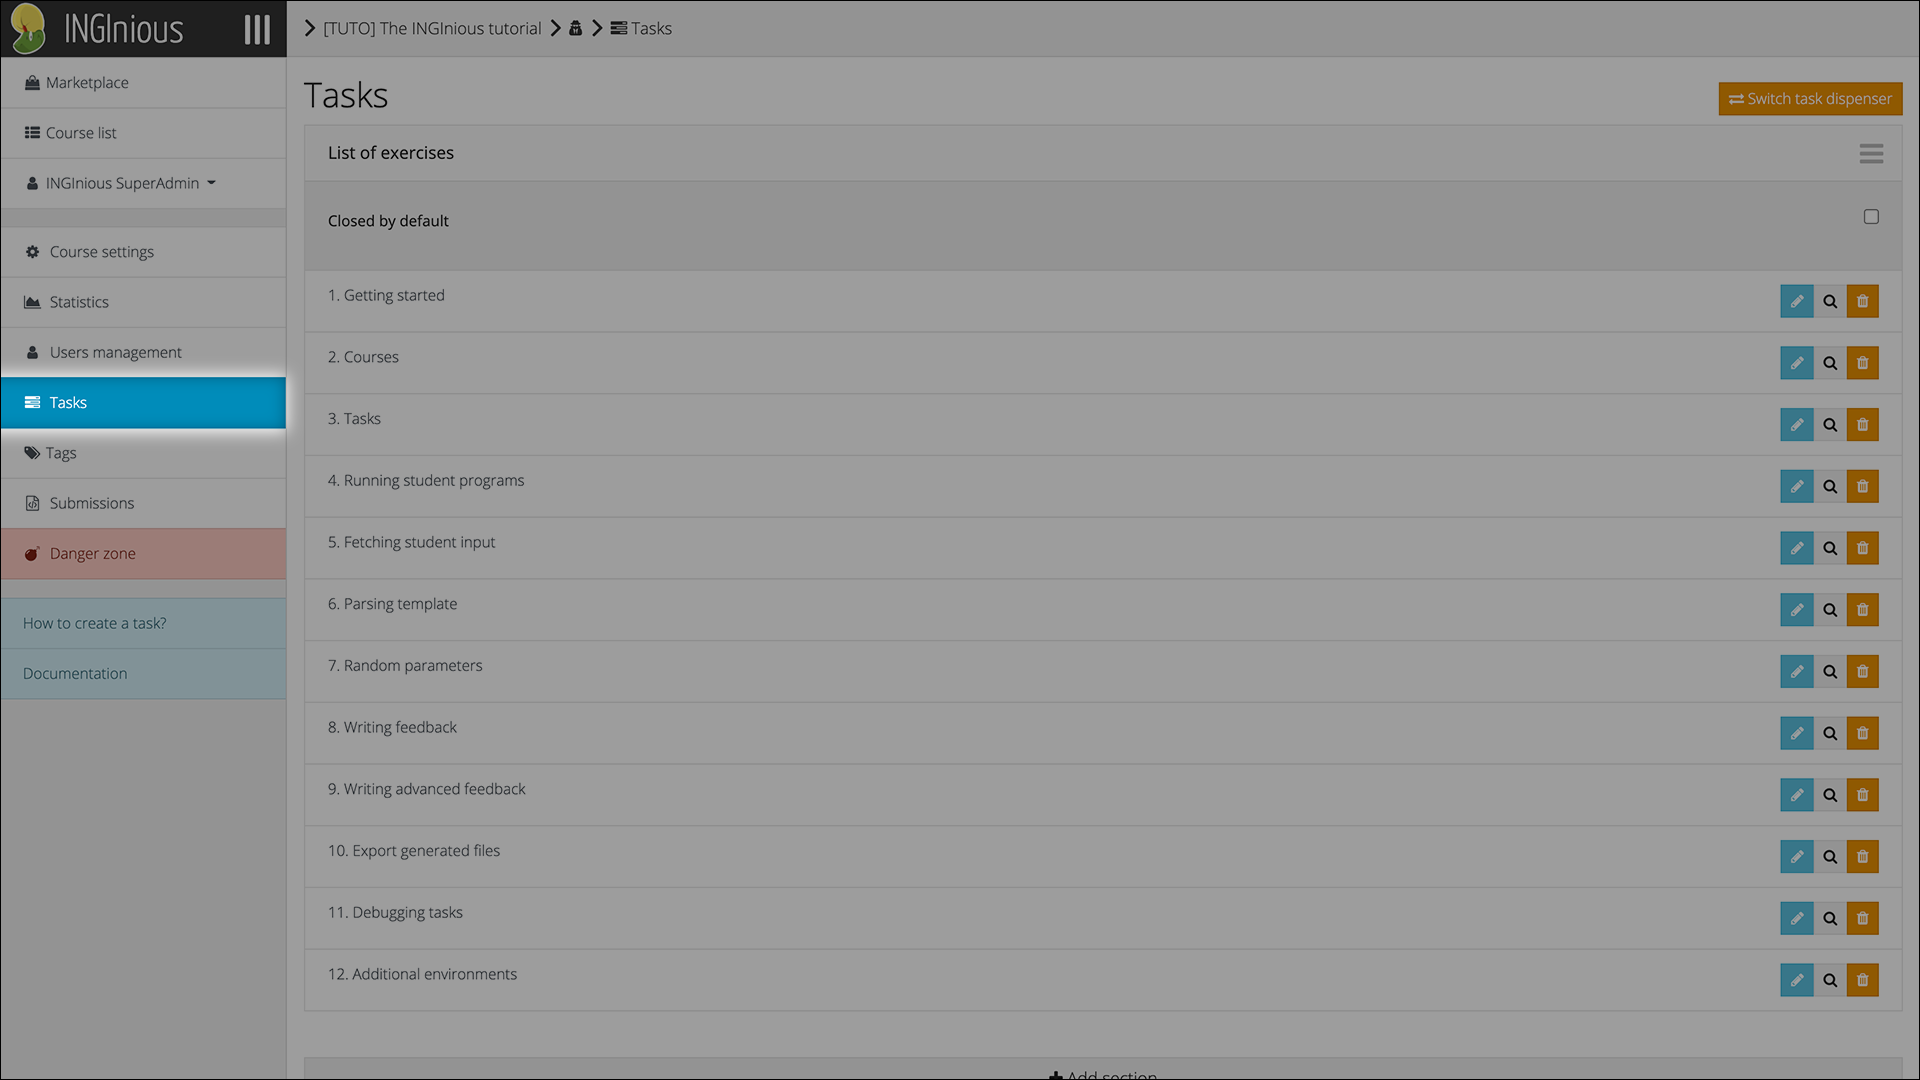 INGInious
[TUTO] The INGInious tutorial
Tasks
Marketplace
Course list
INGInious SuperAdmin
Course settings
Statistics
Users management
Tasks
Tags
Submissions
Danger zone
How to create a task?
Documentation
Tasks
Switch task dispenser
List of exercises
Closed by default
1. Getting started
2. Courses
3. Tasks
4. Running student programs
5. Fetching student input
6. Parsing template
7. Random parameters
8. Writing feedback
9. Writing advanced feedback
10. Export generated files
11. Debugging tasks
12. Additional environments
Add section